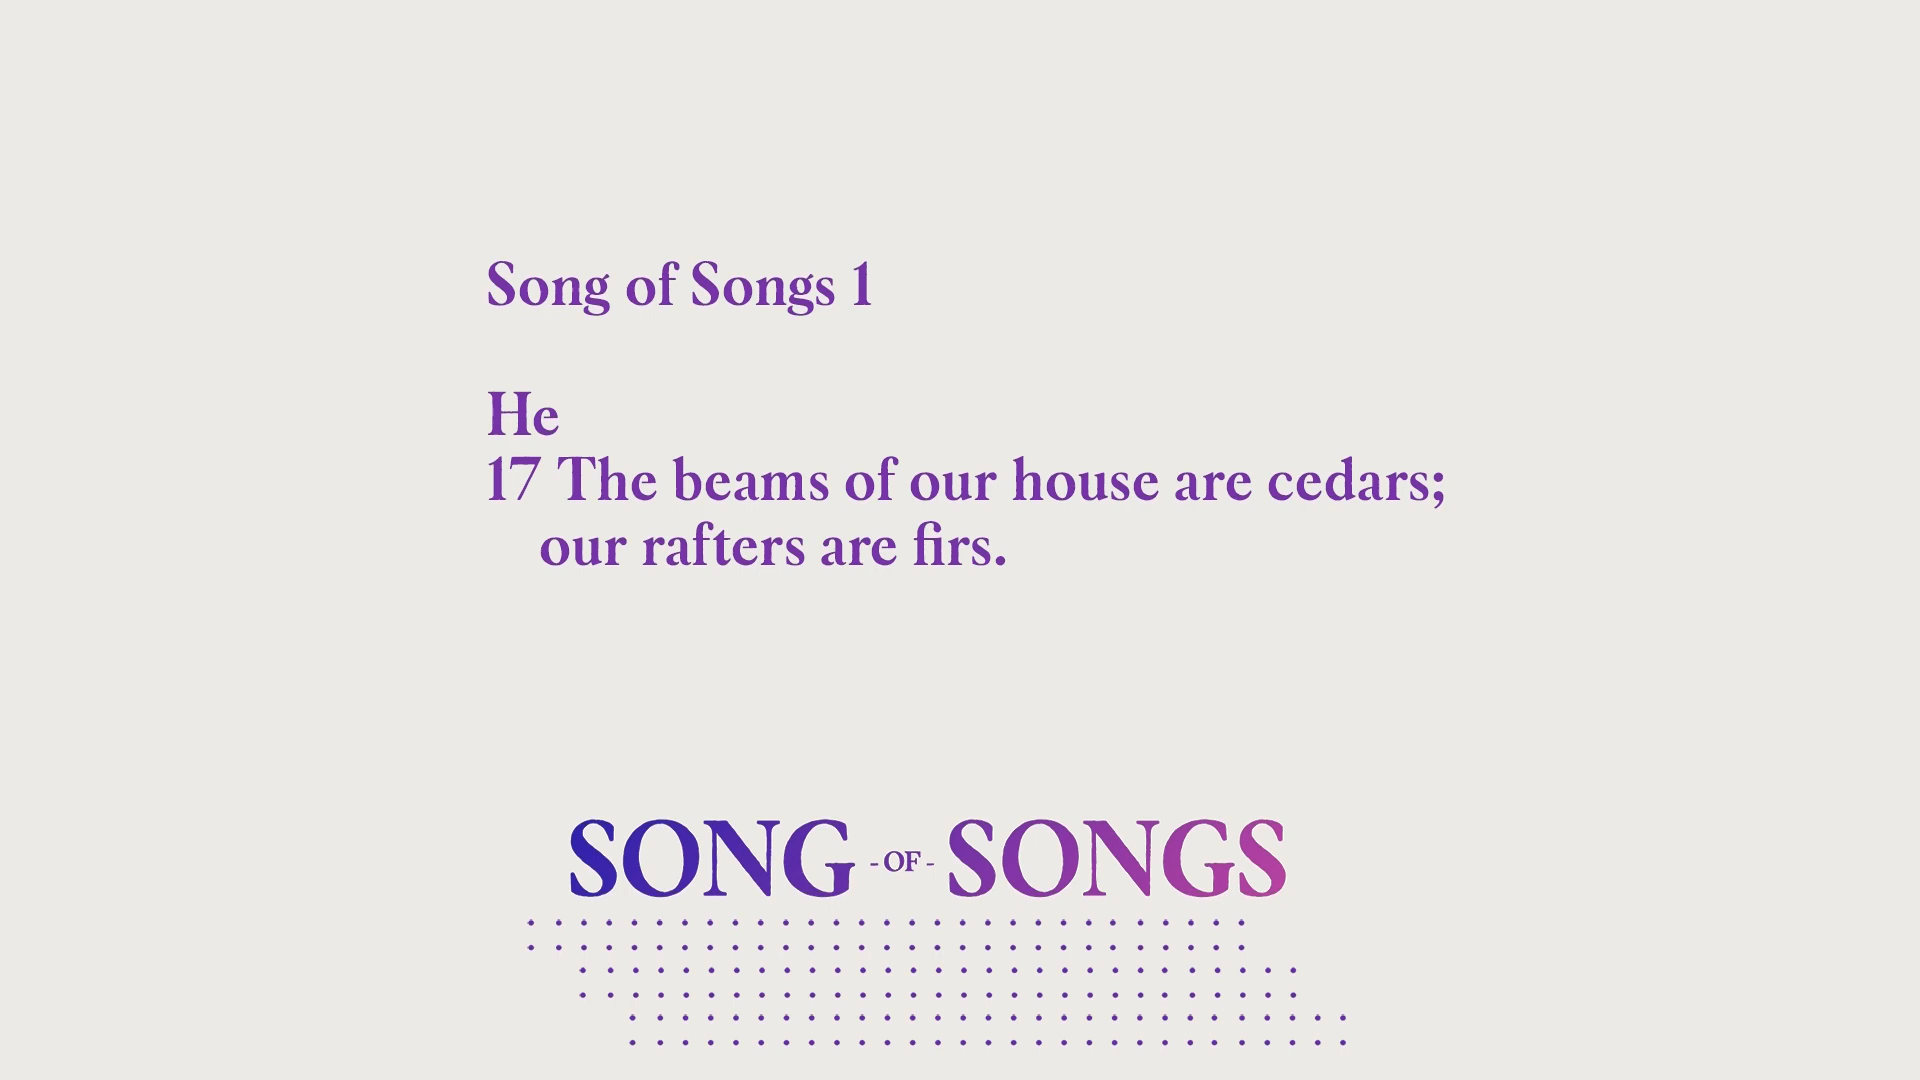 Song of Songs 1
He
17 The beams of our house are cedars;
our rafters are firs.
SONG -OF- SONGS